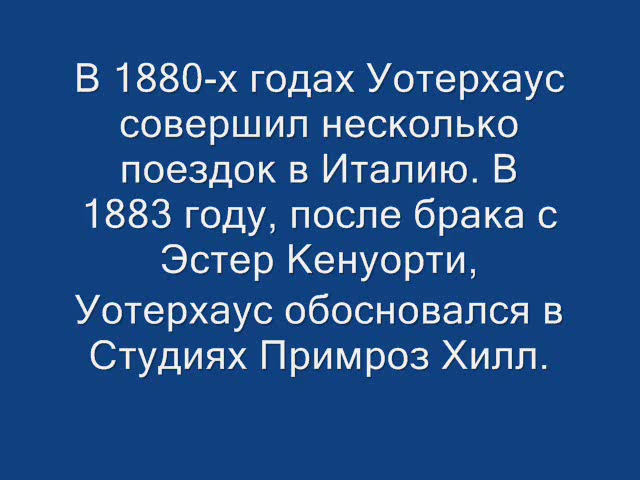 В 1880-х годах Уотерхаус
совершил несколько
поездок в Италию. В
1883 году, после брака с
Эстер Кенуорти,
Уотерхаус обосновался в
Студиях Примроз Хилл.